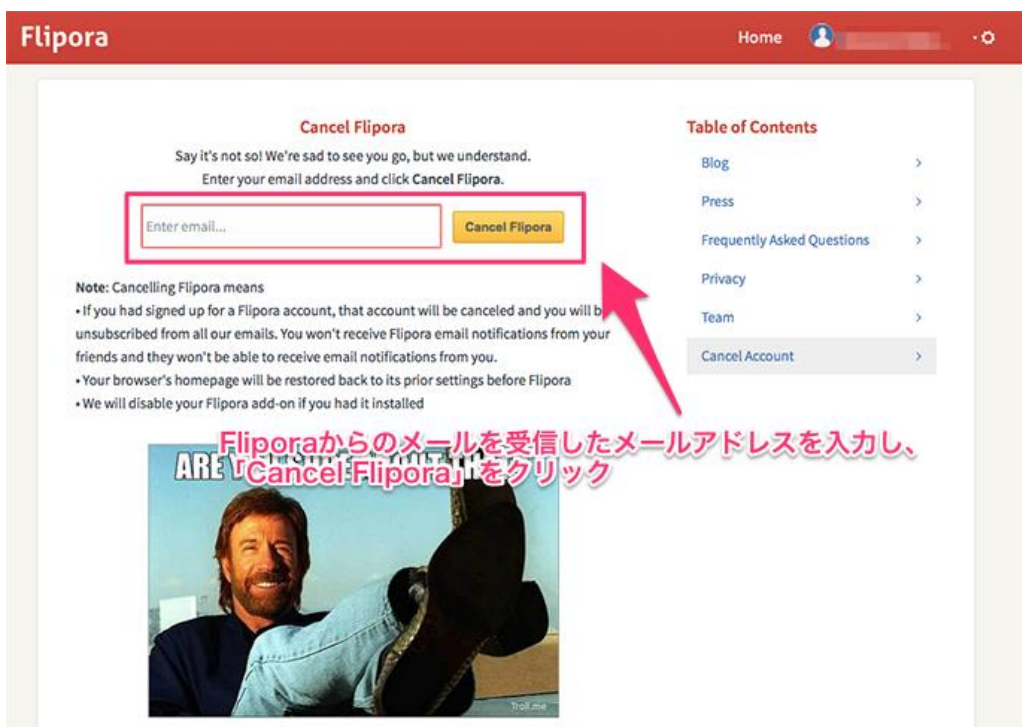 Flipora
Home
Cancel Flipora
Say it's not so! We're sad to see you go, but we understand.
Enter your email address and click Cancel Flipora.
Enter email...
Cancel Flipora
Note: Cancelling Flipora means
• If you had signed up for a Flipora account, that account will be canceled and you will be
unsubscribed from all our emails. You won't receive Flipora email notifications from your
friends and they won't be able to receive email notifications from you.
• Your browser's homepage will be restored back to its prior settings before Flipora
• We will disable your Flipora add-on if you had it installed
Table of Contents
Blog
Press
Frequently Asked Questions
Privacy
Team
Cancel Account
Fliporaからのメールを受信したメールアドレスを入力し、
「Cancel Flipora」をクリック
ARE
Troll.me